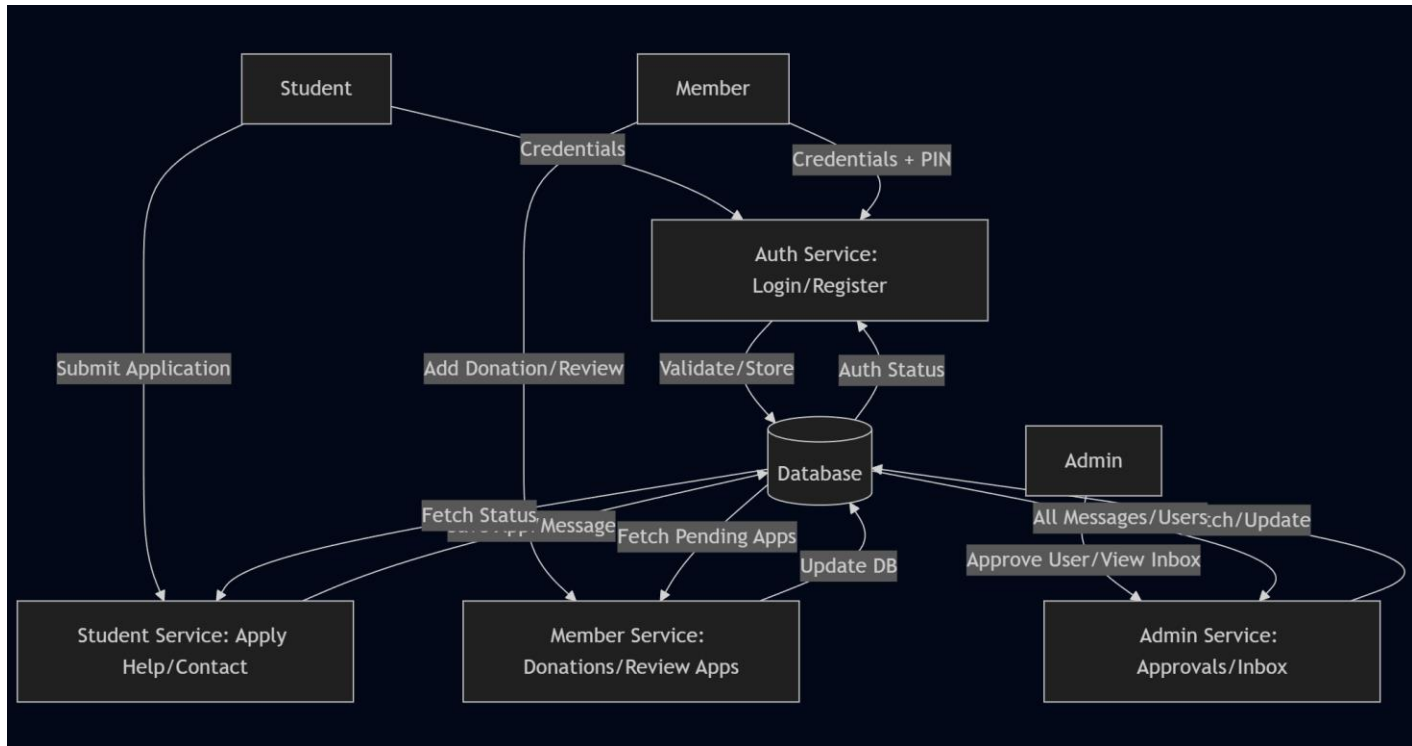 Student
Member
Credentials
Credentials + PIN
Auth Service:
Login/Register
Submit Application
Add Donation/Review
Validate/Store
Auth Status
Database
Admin
Fetch Status
Message
All Messages/Users
/Update
Fetch Pending Apps
Update DB
Approve User/View Inbox
Student Service: Apply
Help/Contact
Member Service:
Donations/Review Apps
Admin Service:
Approvals/Inbox